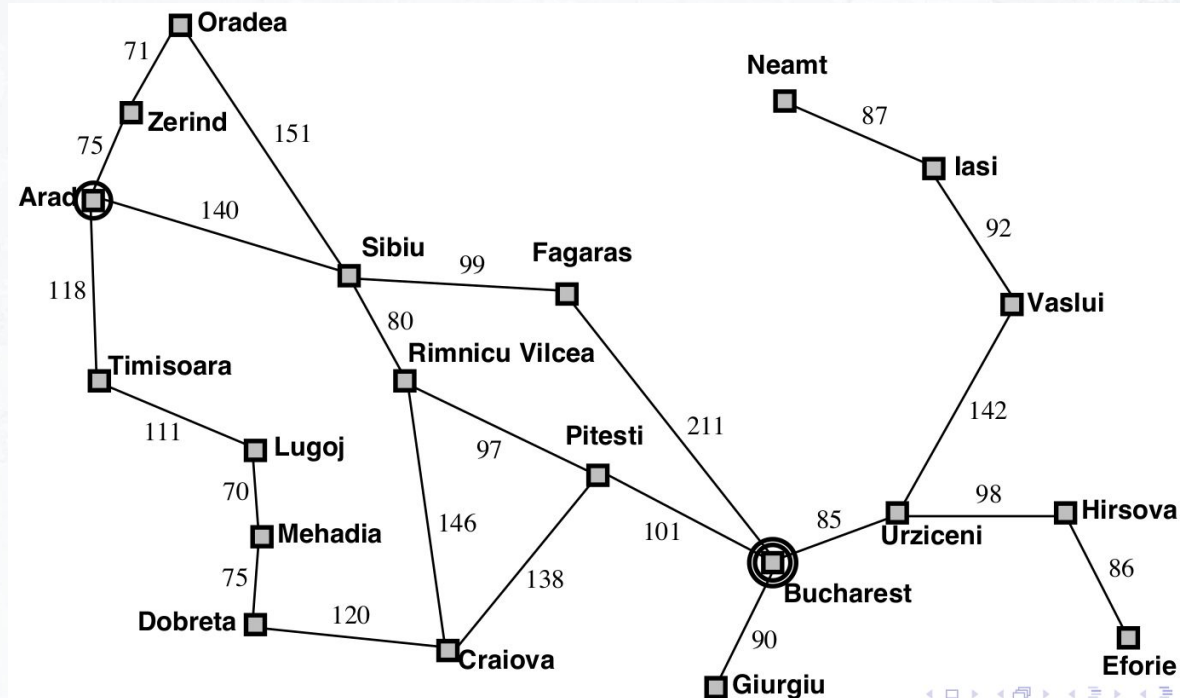 Oradea
71
Neamt
87
Zerind
151
75
Iasi
Arad
140
92
Sibiu
Fagaras
99
118
80
Vaslui
Rimnicu Vilcea
Timisoara
142
211
111
Pitesti
Lugoj
97
70
98
Hirsova
146
101
85
Mehadia
Urziceni
86
75
138
Bucharest
120
Dobreta
90
Craiova
Eforie
Giurgiu